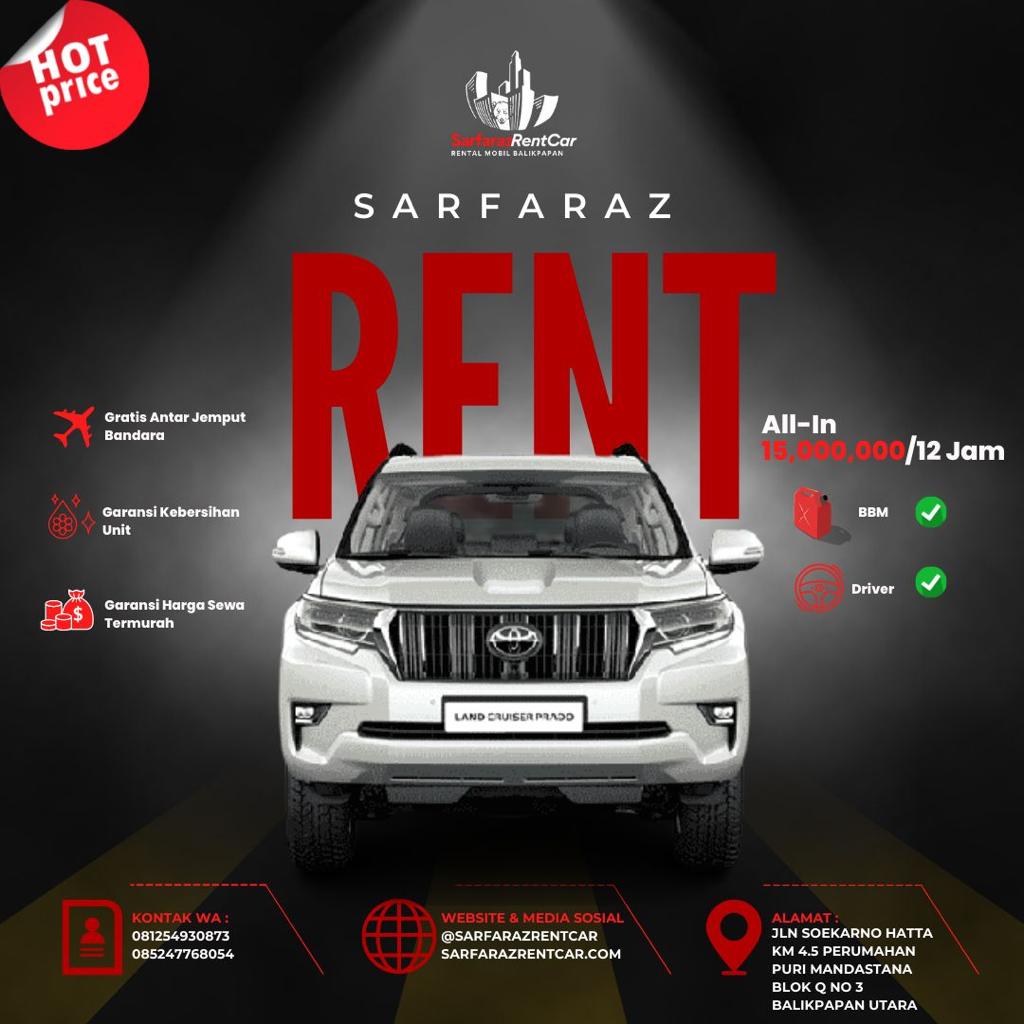 HOT
price
SarfarazRentCar
RENTAL MOBIL BALIKPAPAN
SARFARAZ
RENT
Gratis Antar Jemput
Bandara
Garansi Kebersihan
Unit
Garansi Harga Sewa
Termurah
All-In
15,000,000/12 Jam
BBM
Driver
LAND CRUISER PRADO
KONTAK WA :
081254930873
085247768054
WEBSITE & MEDIA SOSIAL
@SARFARAZRENTCAR
SARFARAZRENTCAR.COM
ALAMAT :
JLN SOEKARNO HATTA
KM 4.5 PERUMAHAN
PURI MANDASTANA
BLOK Q NO 3
BALIKPAPAN UTARA